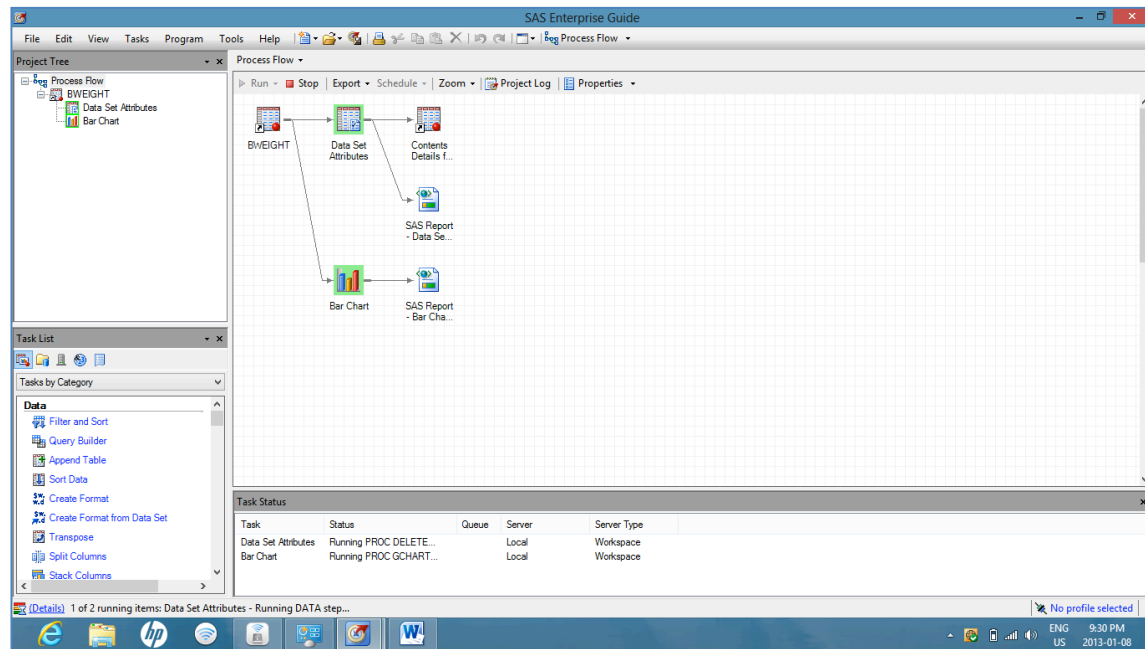 SAS Enterprise Guide
File Edit View Tasks Program Tools Help Process Flow
Project Tree
Process Flow
BWEIGHT
Data Set Attributes
Bar Chart
Process Flow
Run Stop Export Schedule Zoom Project Log Properties
BWEIGHT
Data Set
Attributes
Contents
Details f...
SAS Report
- Data Se...
Bar Chart
SAS Report
- Bar Cha...
Task List
Tasks by Category
Data
Filter and Sort
Query Builder
Append Table
Sort Data
Create Format
Create Format from Data Set
Transpose
Split Columns
Stack Columns
Task Status
Task Status Queue Server Server Type
Data Set Attributes Running PROC DELETE... Local Workspace
Bar Chart Running PROC GCHART... Local Workspace
(Details) 1 of 2 running items: Data Set Attributes - Running DATA step...
No profile selected
ENG 9:30 PM
US 2013-01-08